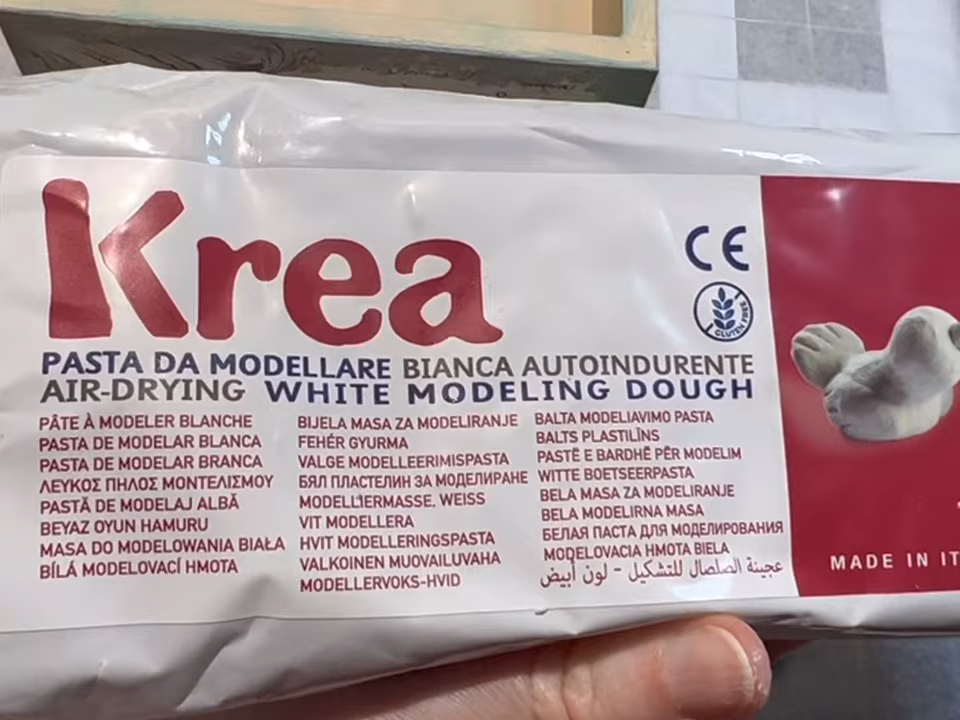 Krea
CE
GLUTEN FREE
PASTA DA MODELLARE BIANCA AUTOINDURENTE
AIR-DRYING WHITE MODELING DOUGH
PÂTE À MODELER BLANCHE
PASTA DE MODELAR BLANCA
PASTA DE MODELAR BRANCA
ΛΕΥΚΟΣ ΠΗΛΟΣ ΜΟΝΤΕΛΙΣΜΟΥ
PASTĂ DE MODELAJ ALBĂ
BEYAZ OYUN HAMURU
MASA DO MODELOWANIA BIAŁA
BÍLÁ MODELOVACÍ HMOTA
BIJELA MASA ZA MODELIRANJE
FEHÉR GYURMA
VALGE MODELLEERIMISPASTA
БЯЛ ПЛАСТЕЛИН ЗА МОДЕЛИРАНЕ
MODELLIERMASSE, WEISS
VIT MODELLERA
HVIT MODELLERINGSPASTA
VALKOINEN MUOVAILUVAHA
MODELLERVOKS-HVID
BALTA MODELIAVIMO PASTA
BALTS PLASTILĪNS
PASTË E BARDHË PËR MODELIM
WITTE BOETSEERPASTA
BELA MASA ZA MODELIRANJE
BELA MODELIRNA MASA
БЕЛАЯ ПАСТА ДЛЯ МОДЕЛИРОВАНИЯ
MODELOVACIA HMOTA BIELA
عجينة الصلصال للتشكيل - لون أبيض
MADE IN IT